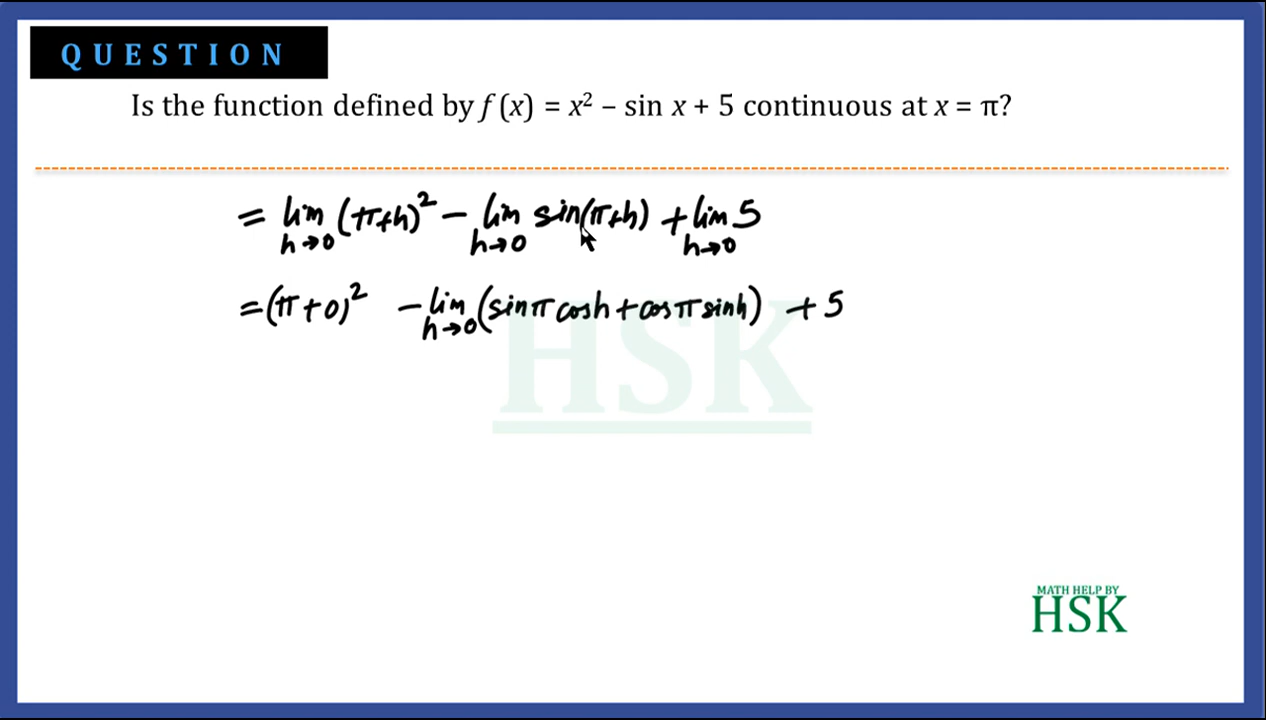 QUESTION
Is the function defined by f (x) = x² – sin x + 5 continuous at x = π?
= lim h→0 (π+h)² – lim h→0 sin(π+h) + lim h→0 5
= (π+0)² – lim h→0 (sinπ cosh + cosπ sinh) + 5
HSK
MATH HELP BY
HSK